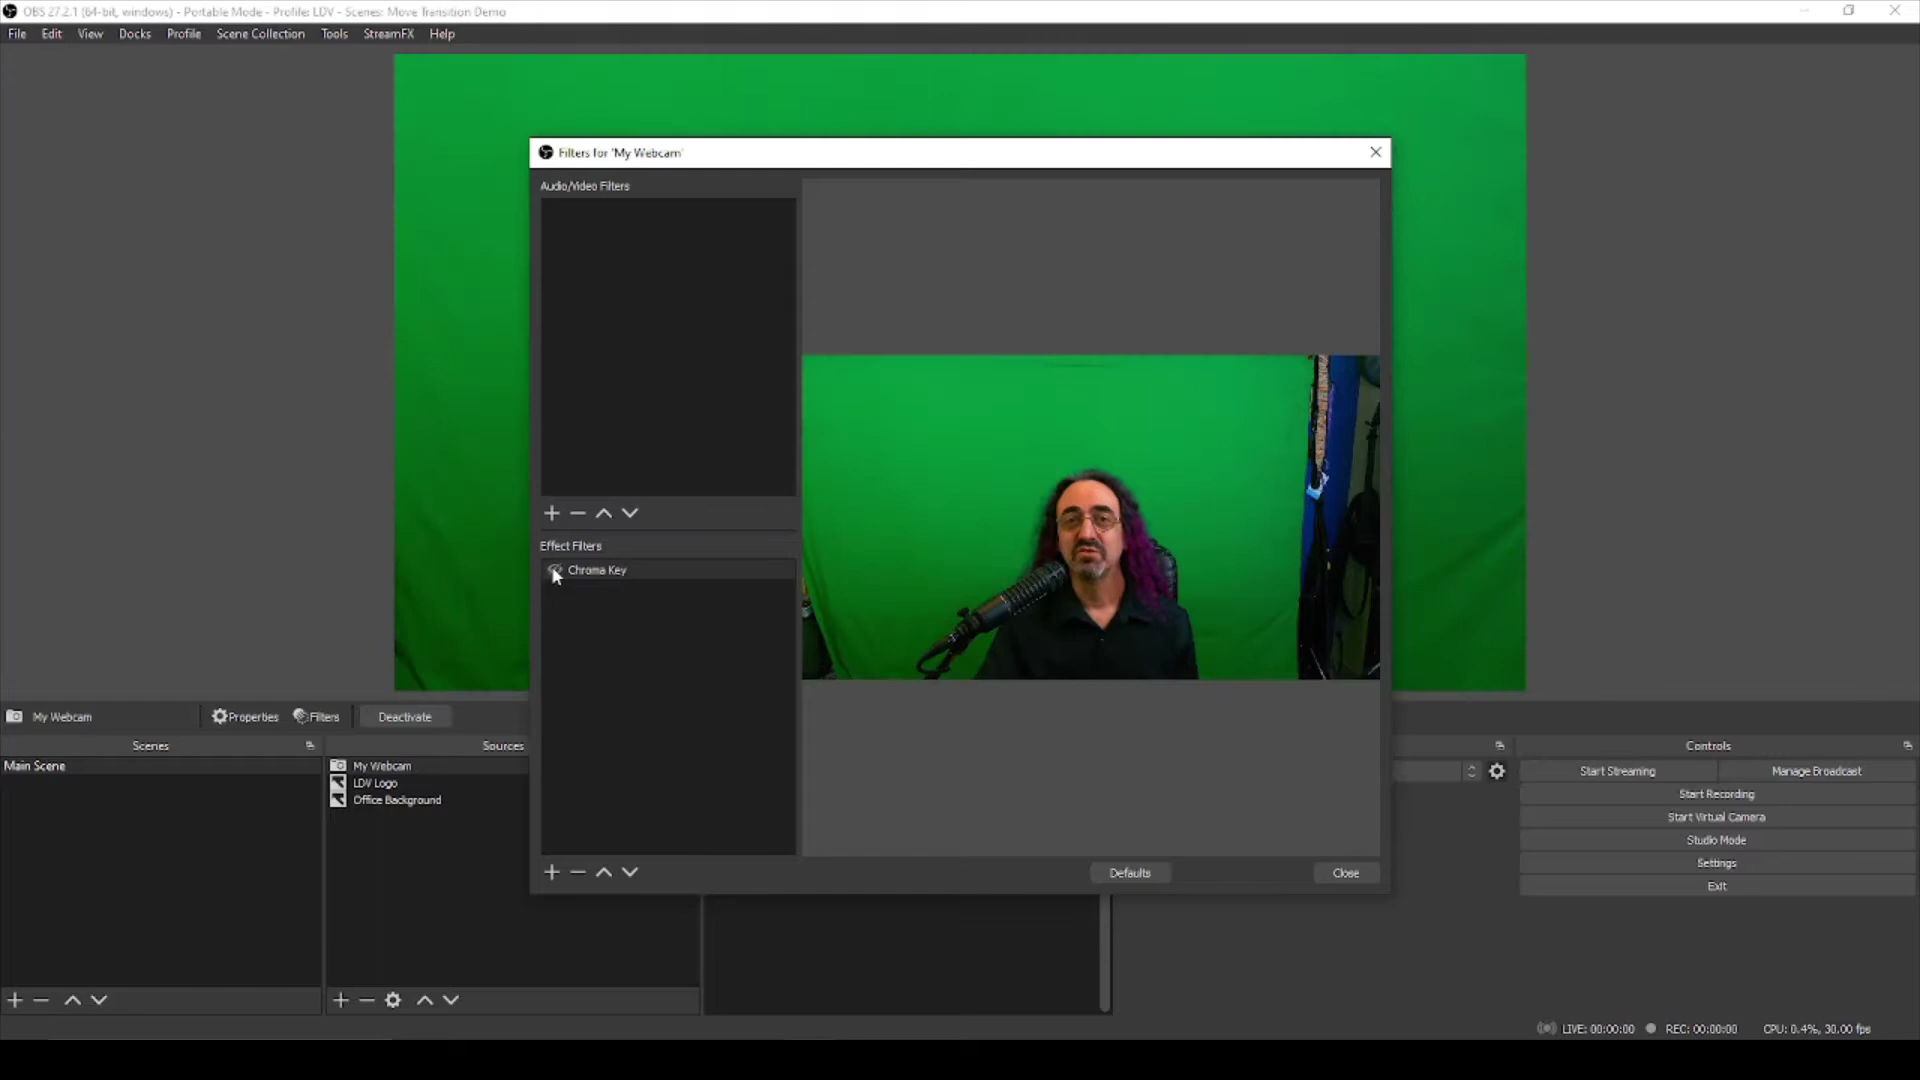 OBS 27.2.1 (64-bit, windows) - Portable Mode - Profile: LDV - Scenes: Move Transition Demo
File Edit View Docks Profile Scene Collection Tools StreamFX Help
Filters for 'My Webcam'
Audio/Video Filters
Effect Filters
Chroma Key
Defaults
Close
My Webcam
Properties
Filters
Deactivate
Scenes
Main Scene
Sources
My Webcam
LDV Logo
Office Background
Controls
Start Streaming
Manage Broadcast
Start Recording
Start Virtual Camera
Studio Mode
Settings
Exit
LIVE: 00:00:00
REC: 00:00:00
CPU: 0.4%, 30.00 fps